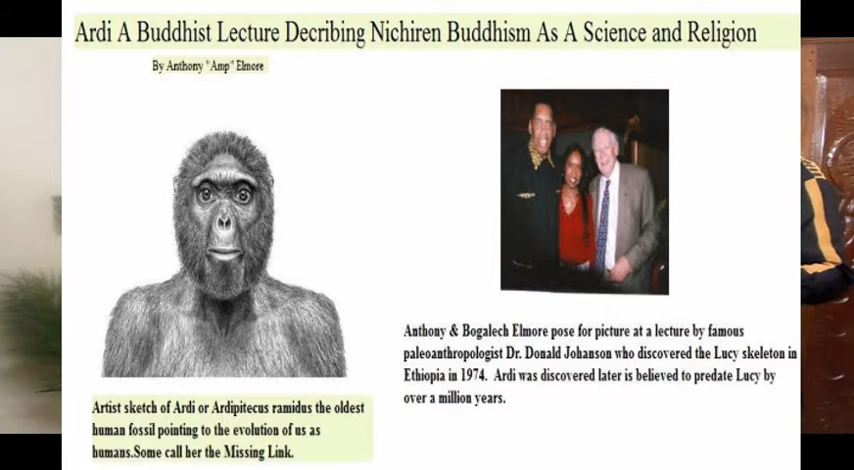 Ardi A Buddhist Lecture Decribing Nichiren Buddhism As A Science and Religion
By Anthony "Amp" Elmore
Artist sketch of Ardi or Ardipitecus ramidus the oldest
human fossil pointing to the evolution of us as
humans.Some call her the Missing Link.
Anthony & Bogalech Elmore pose for picture at a lecture by famous
paleoanthropologist Dr. Donald Johanson who discovered the Lucy skeleton in
Ethiopia in 1974. Ardi was discovered later is believed to predate Lucy by
over a million years.